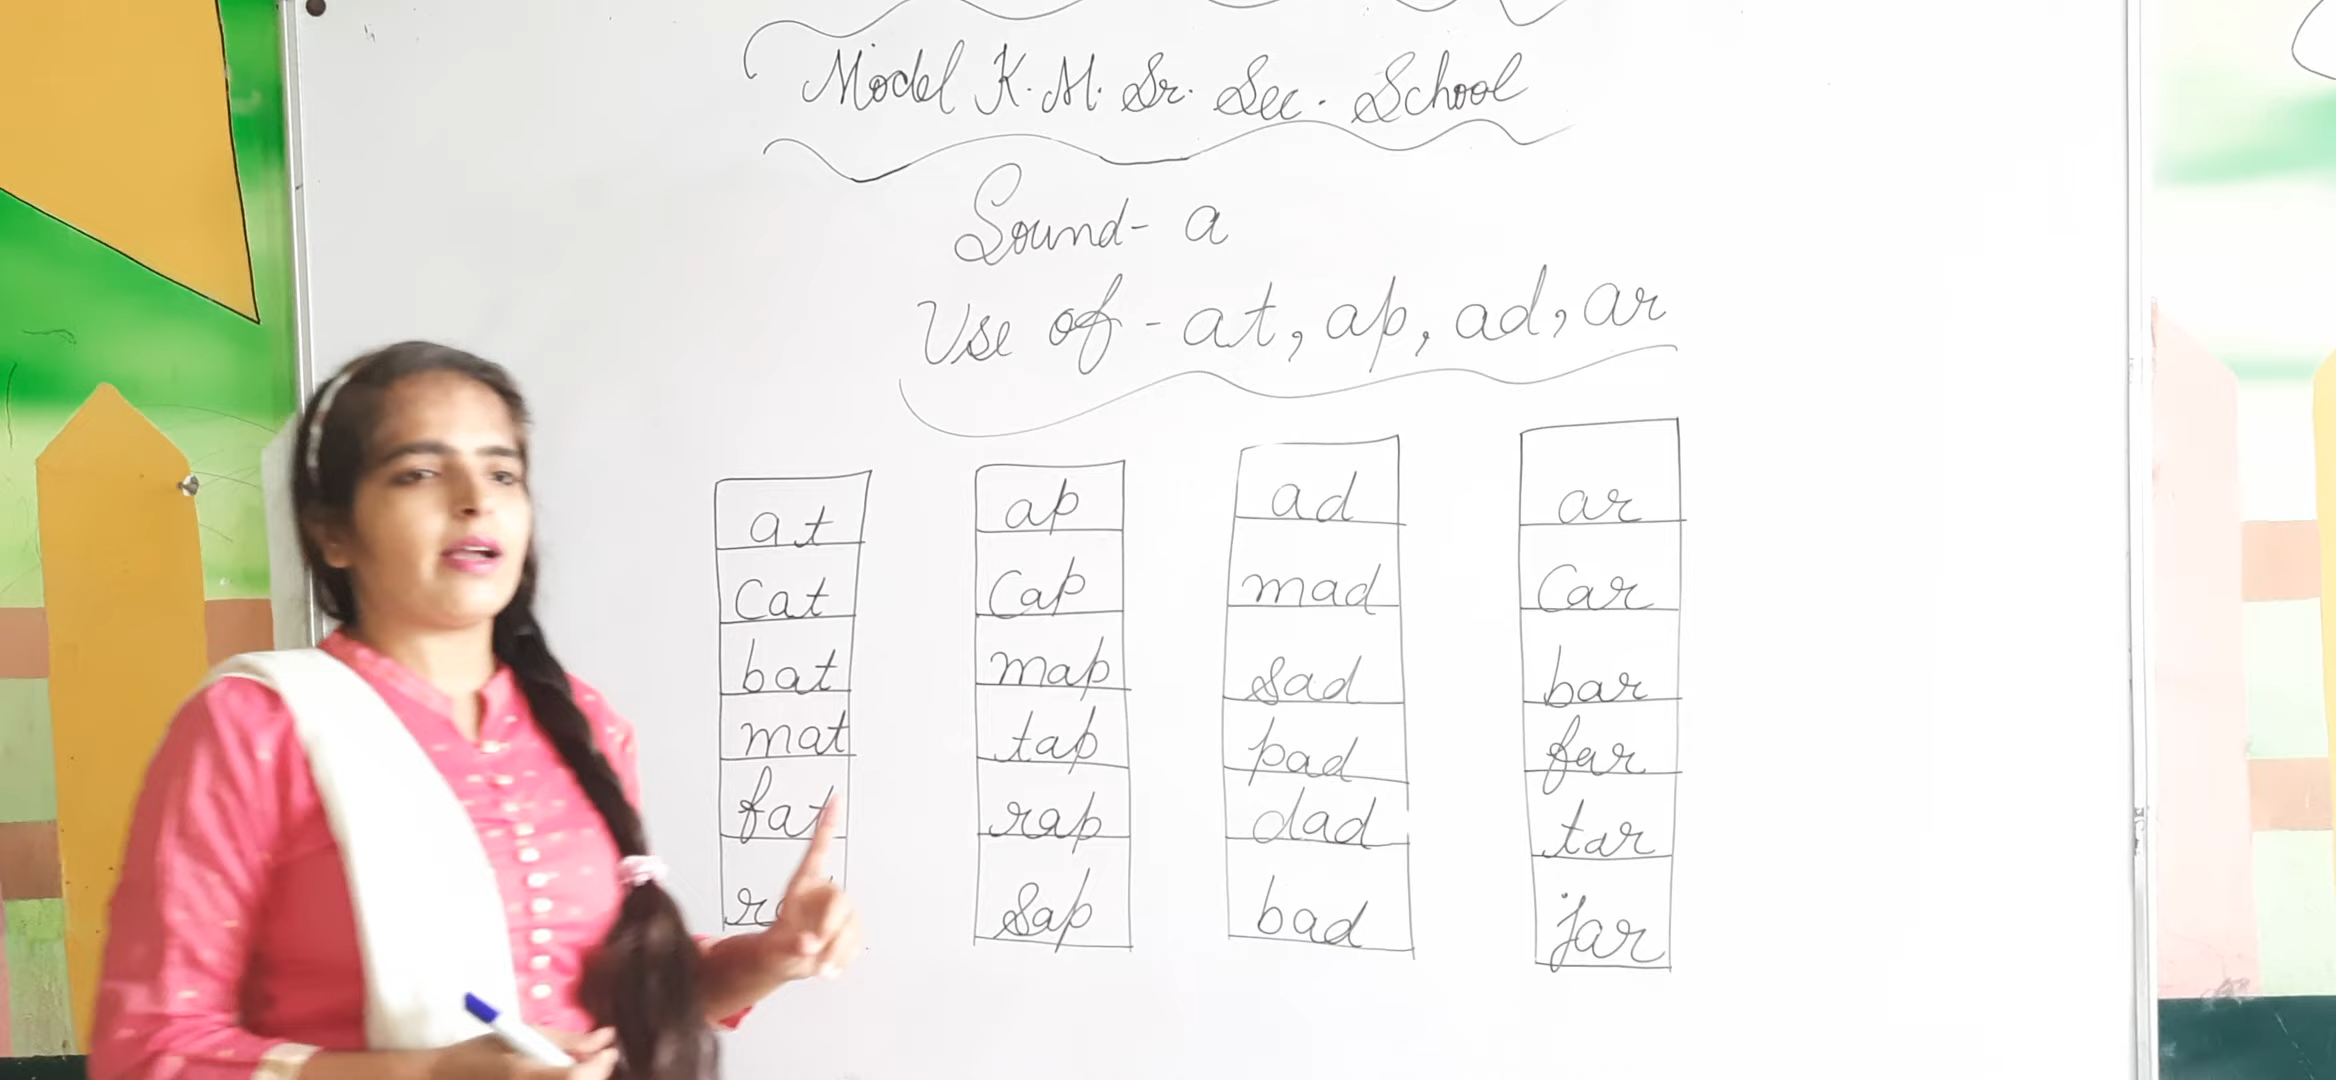 Model K.M. Sr. Sec. School
Sound- a
Use of - at, ap, ad, ar
at
Cat
bat
mat
fat
ap
Cap
map
tap
rap
Sap
ad
mad
Sad
pad
dad
bad
ar
Car
bar
far
tar
jar